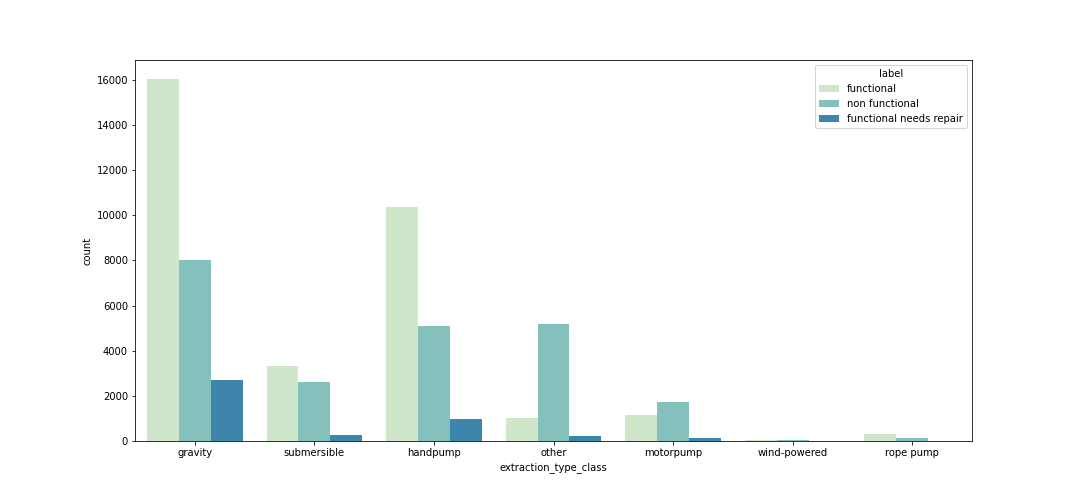 label
functional
non functional
functional needs repair
16000
14000
12000
10000
8000
6000
4000
2000
0
count
gravity submersible handpump other motorpump wind-powered rope pump
extraction_type_class